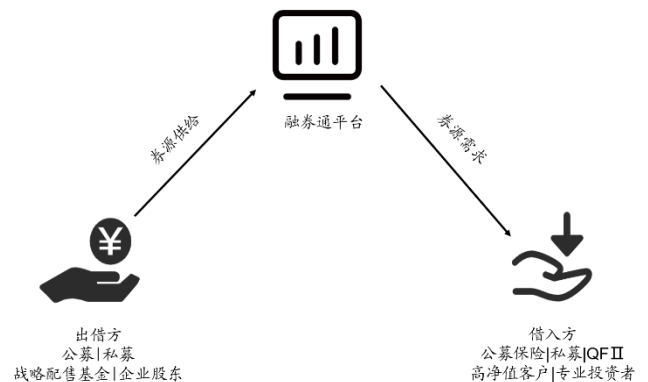 融券通平台
券源供给
券源需求
¥
出借方
公募|私募
战略配售基金|企业股东
借入方
公募保险|私募|QFⅡ
高净值客户|专业投资者